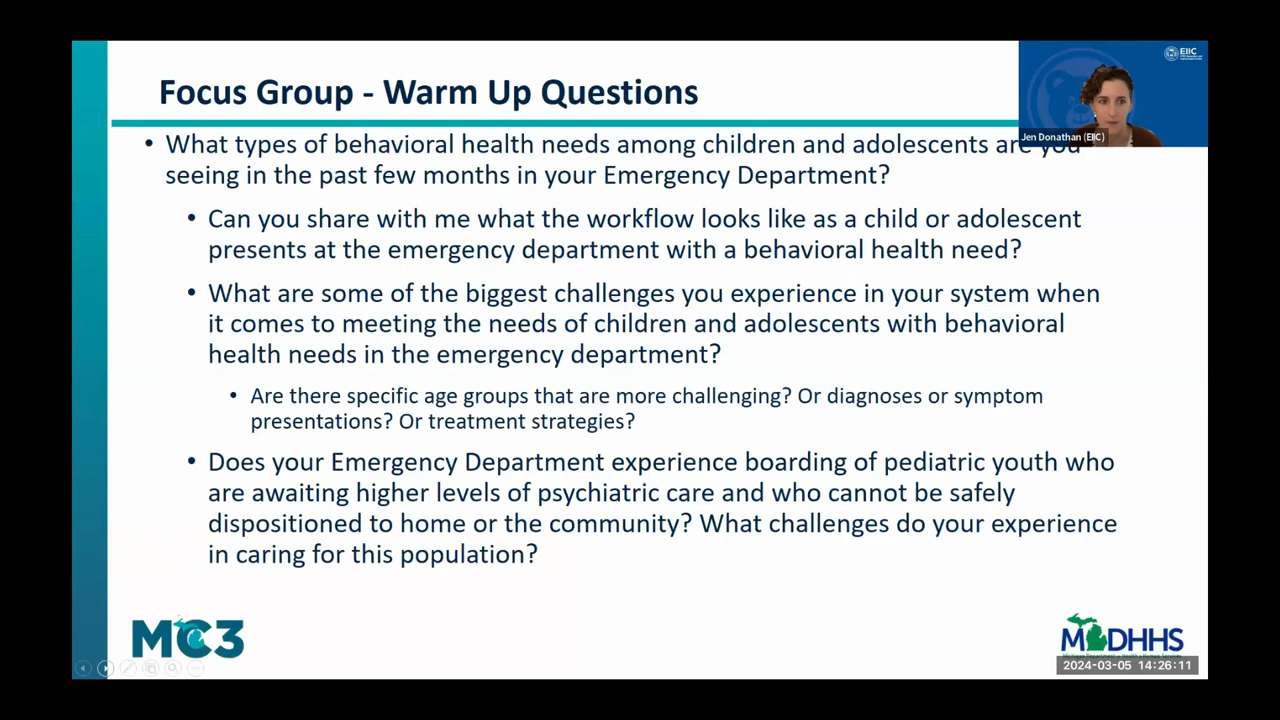 Focus Group - Warm Up Questions
EIIC
Jen Donathan (EIIC)
• What types of behavioral health needs among children and adolescents are you
seeing in the past few months in your Emergency Department?
• Can you share with me what the workflow looks like as a child or adolescent
presents at the emergency department with a behavioral health need?
• What are some of the biggest challenges you experience in your system when
it comes to meeting the needs of children and adolescents with behavioral
health needs in the emergency department?
• Are there specific age groups that are more challenging? Or diagnoses or symptom
presentations? Or treatment strategies?
• Does your Emergency Department experience boarding of pediatric youth who
are awaiting higher levels of psychiatric care and who cannot be safely
dispositioned to home or the community? What challenges do your experience
in caring for this population?
MC3
MDHHS
2024-03-05 14:26:11